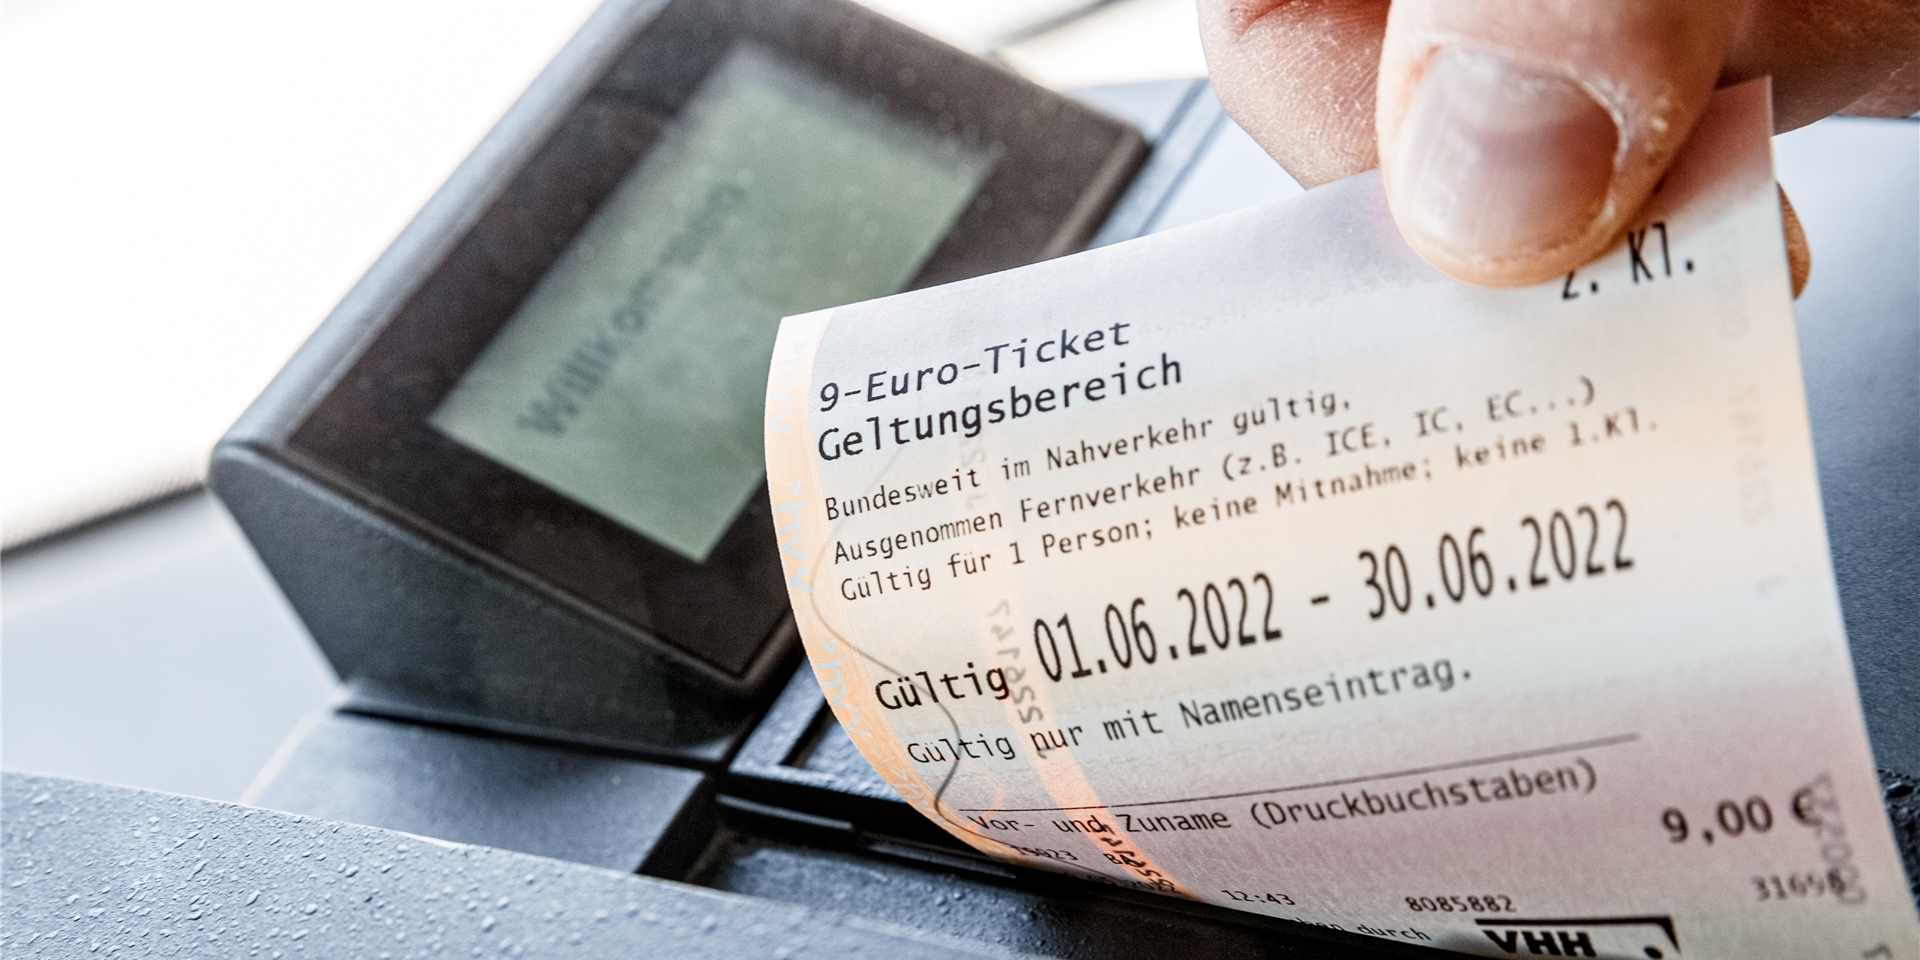 Willkommen
2. Kl.
9-Euro-Ticket
Geltungsbereich
Bundesweit im Nahverkehr gültig,
Ausgenommen Fernverkehr (z.B. ICE, IC, EC...)
Gültig für 1 Person; keine Mitnahme; keine 1.Kl.
Gültig 01.06.2022 - 30.06.2022
Gültig nur mit Namenseintrag.
Vor- und Zuname (Druckbuchstaben)
9,00 €
12:43 8085882
durch
VHH